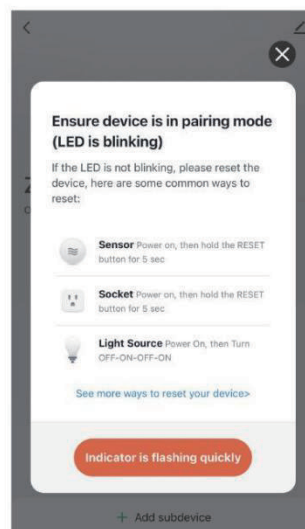 Ensure device is in pairing mode
(LED is blinking)
If the LED is not blinking, please reset the
device, here are some common ways to
reset:
Sensor Power on, then hold the RESET
button for 5 sec
Socket Power on, then hold the RESET
button for 5 sec
Light Source Power On, then Turn
OFF-ON-OFF-ON
See more ways to reset your device>
Indicator is flashing quickly
+ Add subdevice